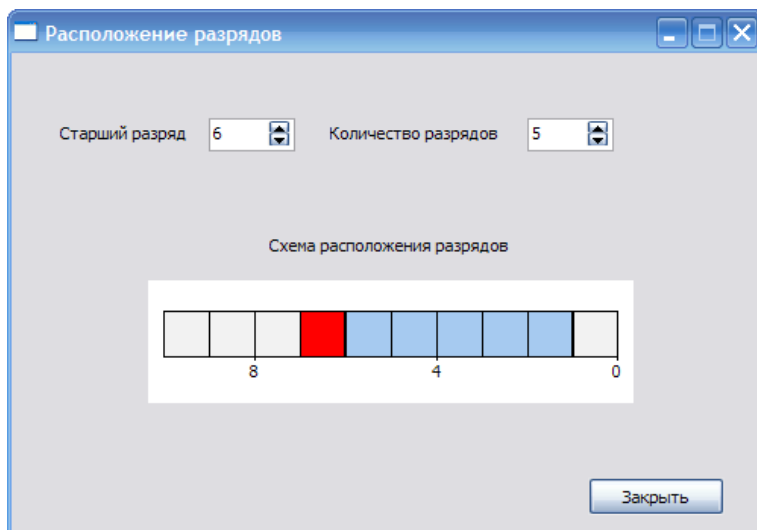 Расположение разрядов
Старший разряд 6 Количество разрядов 5
Схема расположения разрядов
8 4 0
Закрыть